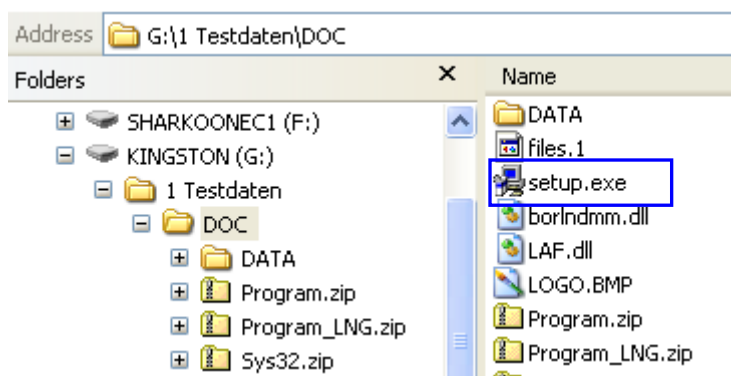 Address G:\1 Testdaten\DOC
Folders
SHARKOONEC1 (F:)
KINGSTON (G:)
1 Testdaten
DOC
DATA
Program.zip
Program_LNG.zip
Sys32.zip
Name
DATA
files.1
setup.exe
borlndmm.dll
LAF.dll
LOGO.BMP
Program.zip
Program_LNG.zip